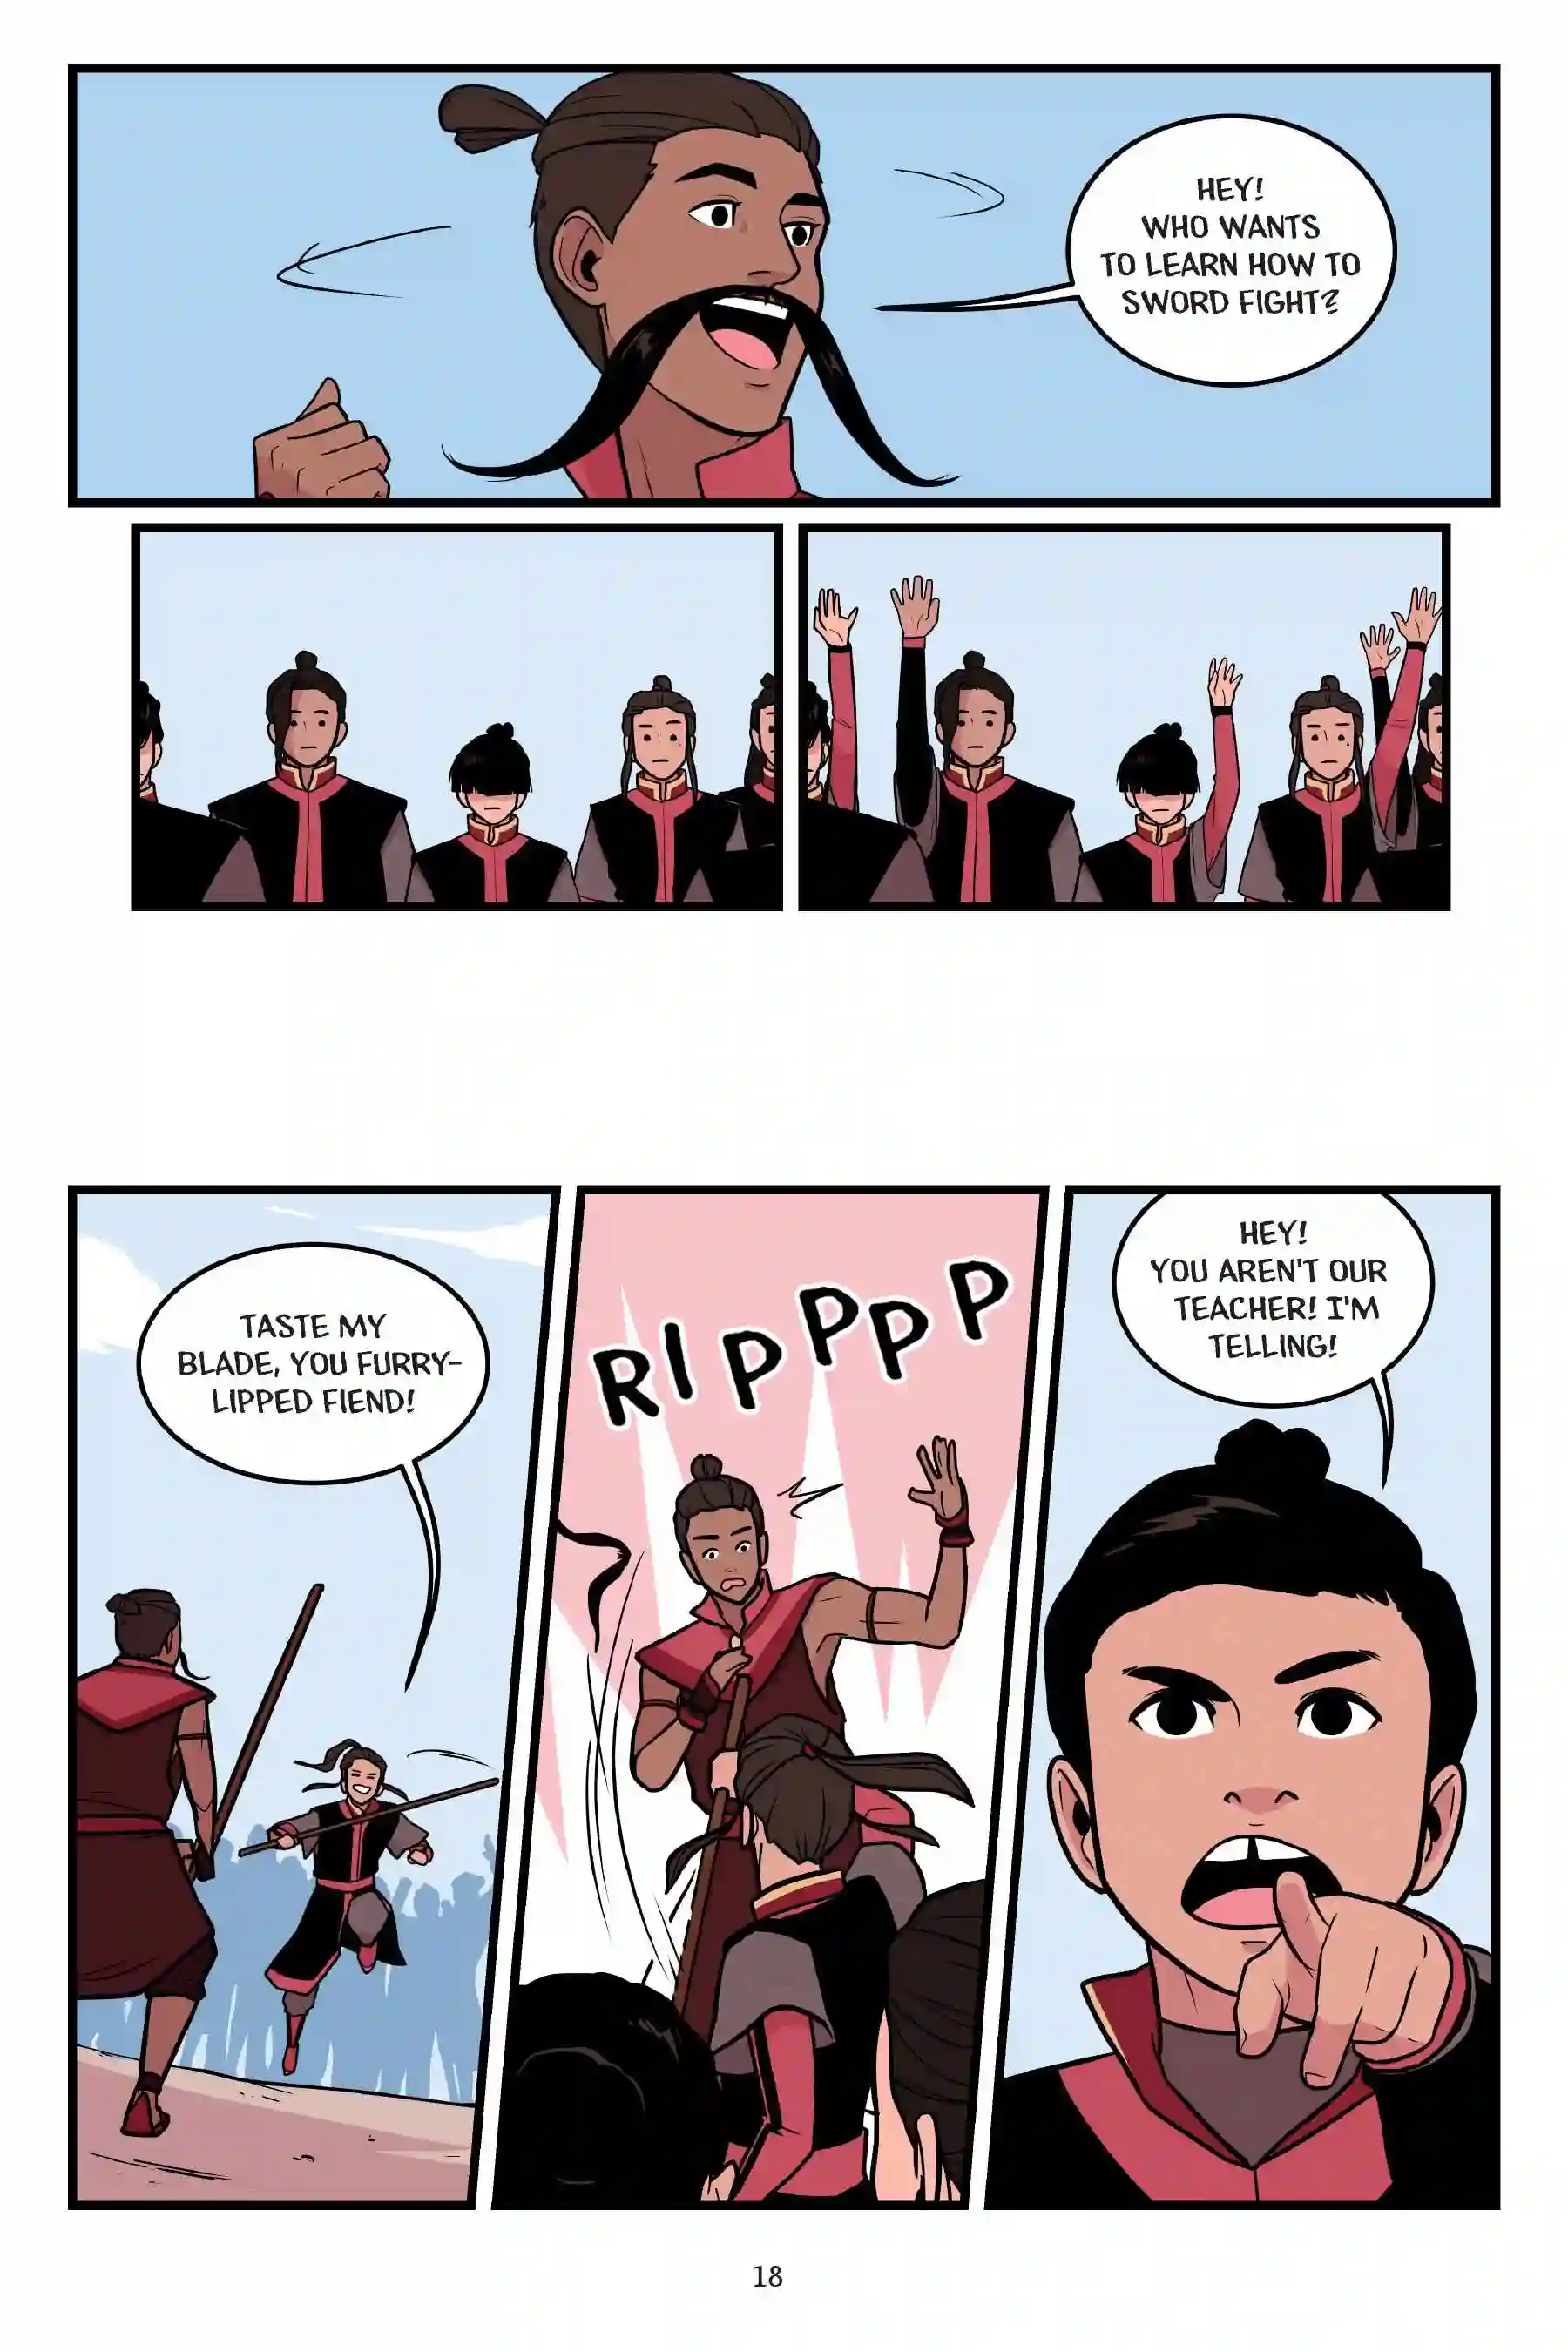 HEY!
WHO WANTS
TO LEARN HOW TO
SWORD FIGHT?
TASTE MY
BLADE, YOU FURRY-
LIPPED FIEND!
RIPPPP
HEY!
YOU AREN'T OUR
TEACHER! I'M
TELLING!
18